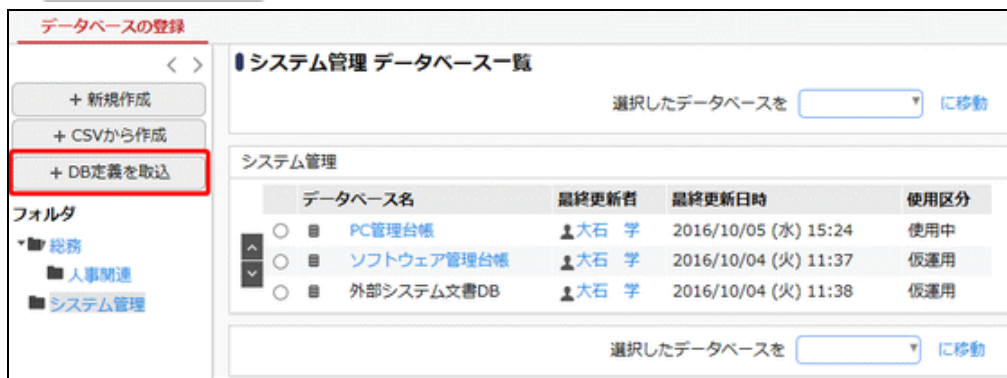 データベースの登録
< >
+ 新規作成
+ CSVから作成
+ DB定義を取込
フォルダ
総務
人事関連
システム管理
システム管理 データベース一覧
選択したデータベースを に移動
システム管理
データベース名 最終更新者 最終更新日時 使用区分
PC管理台帳 大石 学 2016/10/05 (水) 15:24 使用中
ソフトウェア管理台帳 大石 学 2016/10/04 (火) 11:37 仮運用
外部システム文書DB 大石 学 2016/10/04 (火) 11:38 仮運用
選択したデータベースを に移動